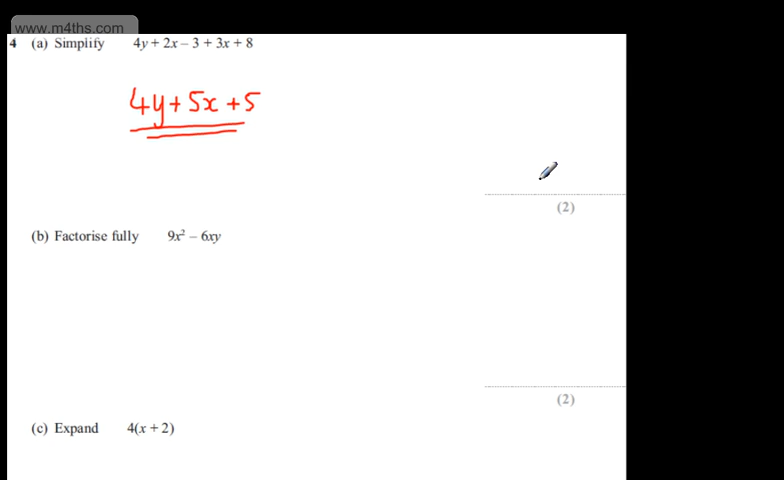 www.m4ths.com
4 (a) Simplify 4y + 2x – 3 + 3x + 8
4y + 5x + 5
(2)
(b) Factorise fully 9x² – 6xy
(2)
(c) Expand 4(x + 2)